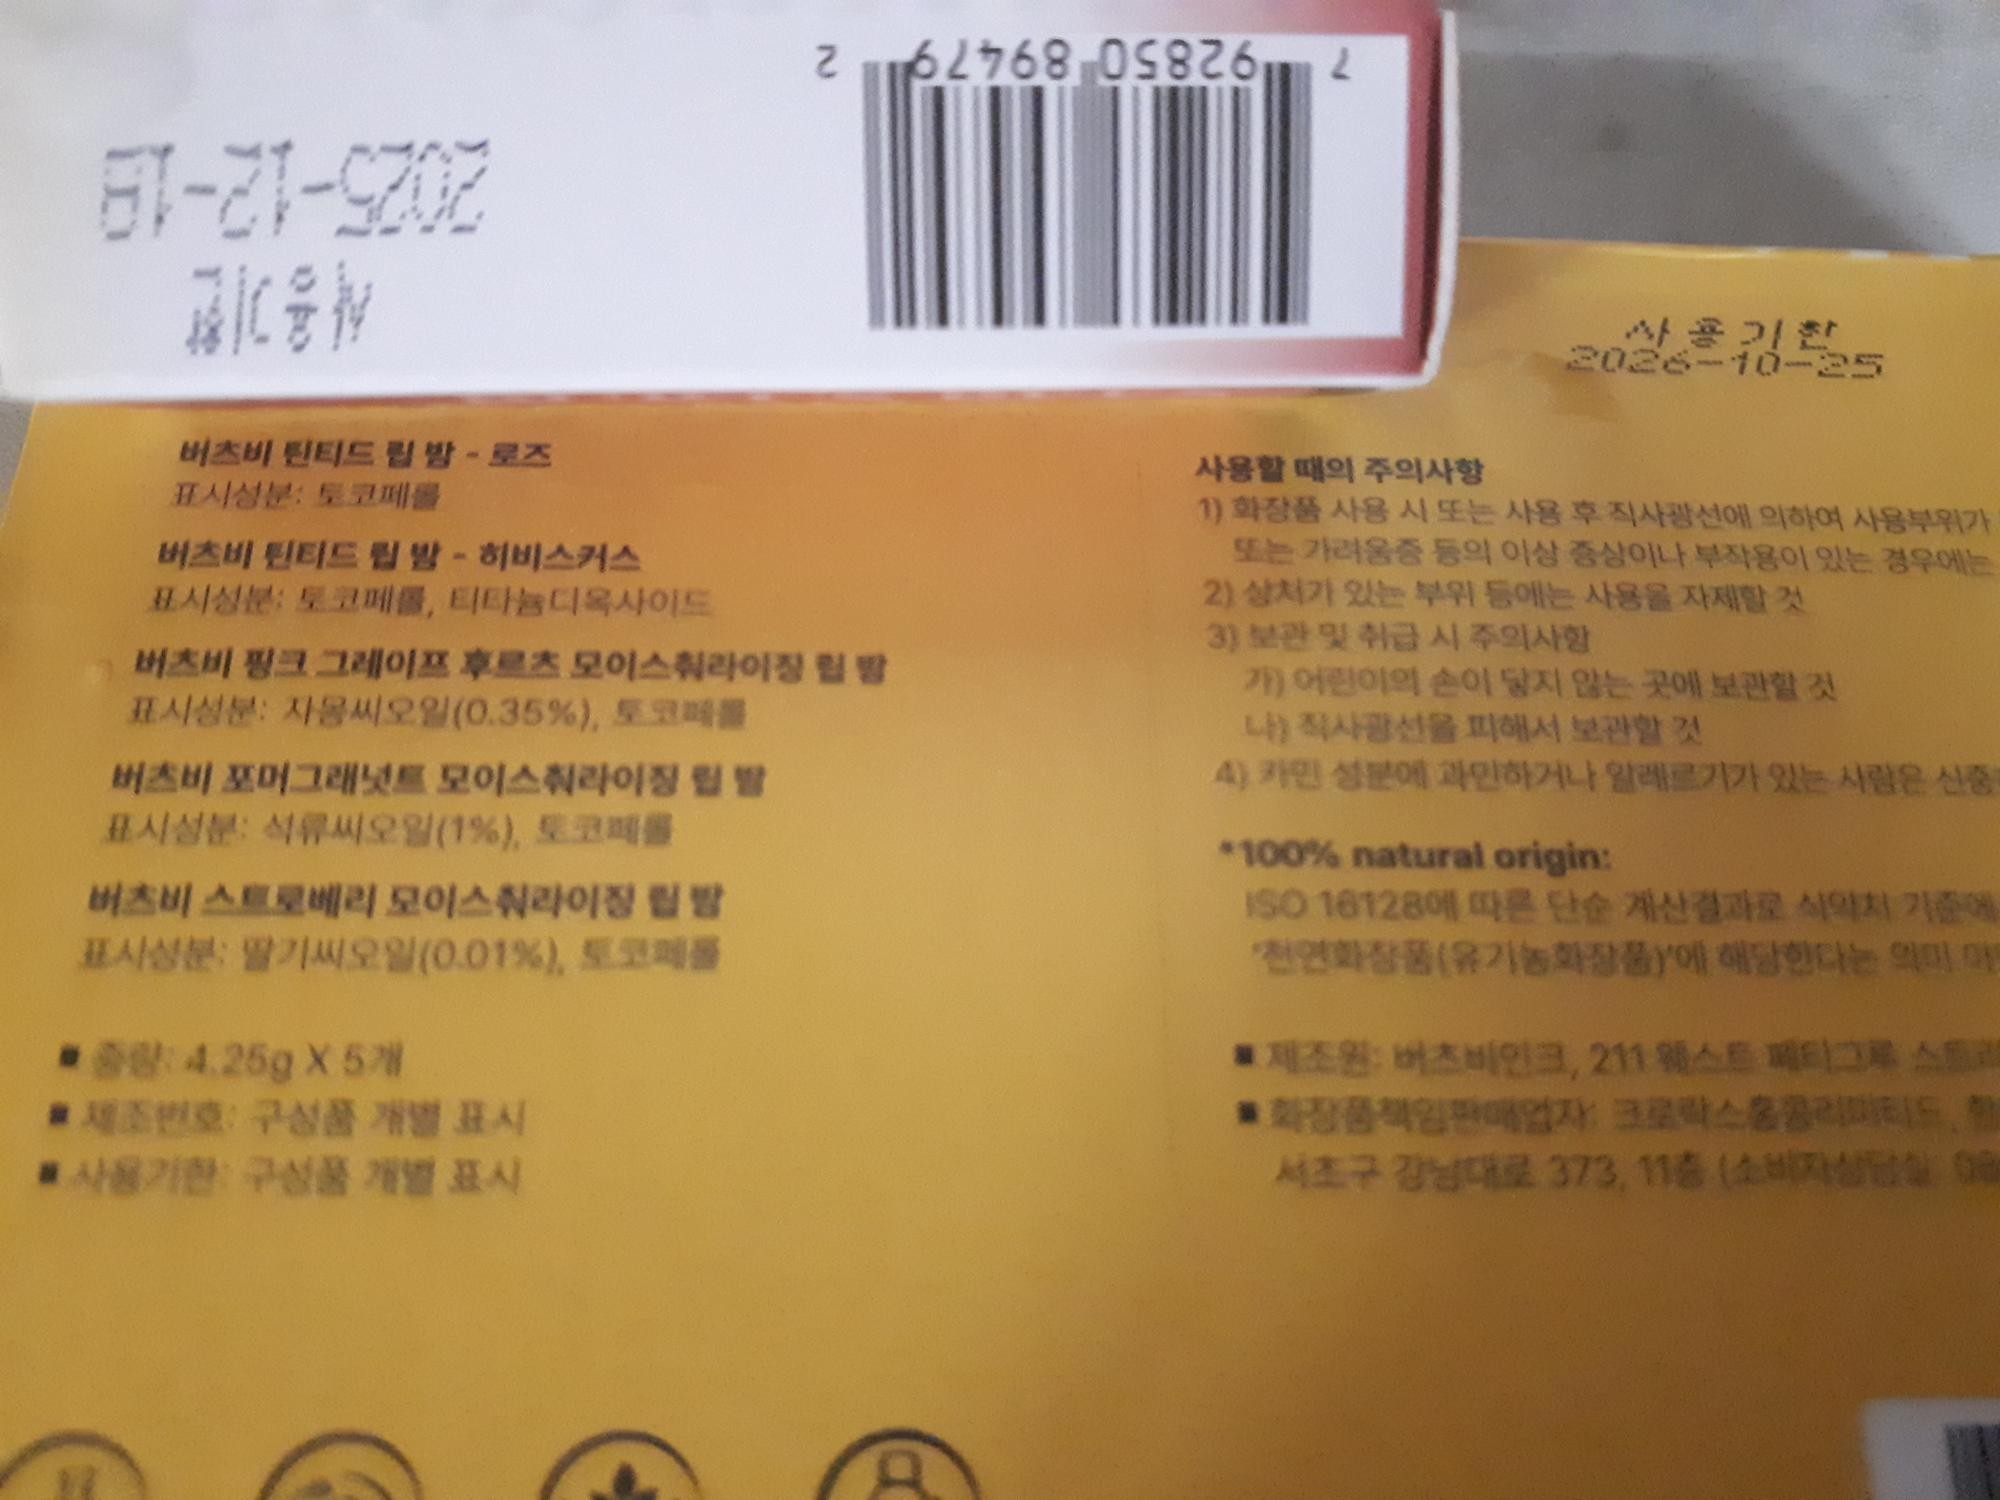 7 92850 89479 2
사용기한
2026-10-25
버츠비 틴티드 립 밤 - 로즈
표시성분: 토코페롤
버츠비 틴티드 립 밤 - 히비스커스
표시성분: 토코페롤, 티타늄디옥사이드
버츠비 핑크 그레이프 후르츠 모이스춰라이징 립 밤
표시성분: 자몽씨오일(0.35%), 토코페롤
버츠비 포머그래넛트 모이스춰라이징 립 밤
표시성분: 석류씨오일(1%), 토코페롤
버츠비 스트로베리 모이스춰라이징 립 밤
표시성분: 딸기씨오일(0.01%), 토코페롤
■ 중량: 4.25g X 5개
■ 제조번호: 구성품 개별 표시
■ 사용기한: 구성품 개별 표시
사용할 때의 주의사항
1) 화장품 사용 시 또는 사용 후 직사광선에 의하여 사용부위가
또는 가려움증 등의 이상 증상이나 부작용이 있는 경우에는
2) 상처가 있는 부위 등에는 사용을 자제할 것
3) 보관 및 취급 시 주의사항
가) 어린이의 손이 닿지 않는 곳에 보관할 것
나) 직사광선을 피해서 보관할 것
4) 카민 성분에 과민하거나 알레르기가 있는 사람은
*100% natural origin:
ISO 16128에 따른 단순 계산결과로 식약처 기준에
'천연화장품(유기농화장품)'에 해당한다는 의미
■ 제조원: 버츠비인크, 211 웨스트 페티그루
■ 화장품책임판매업자: 크로락스홍콩리미티드,
서초구 강남대로 373, 11층 (소비자상담실